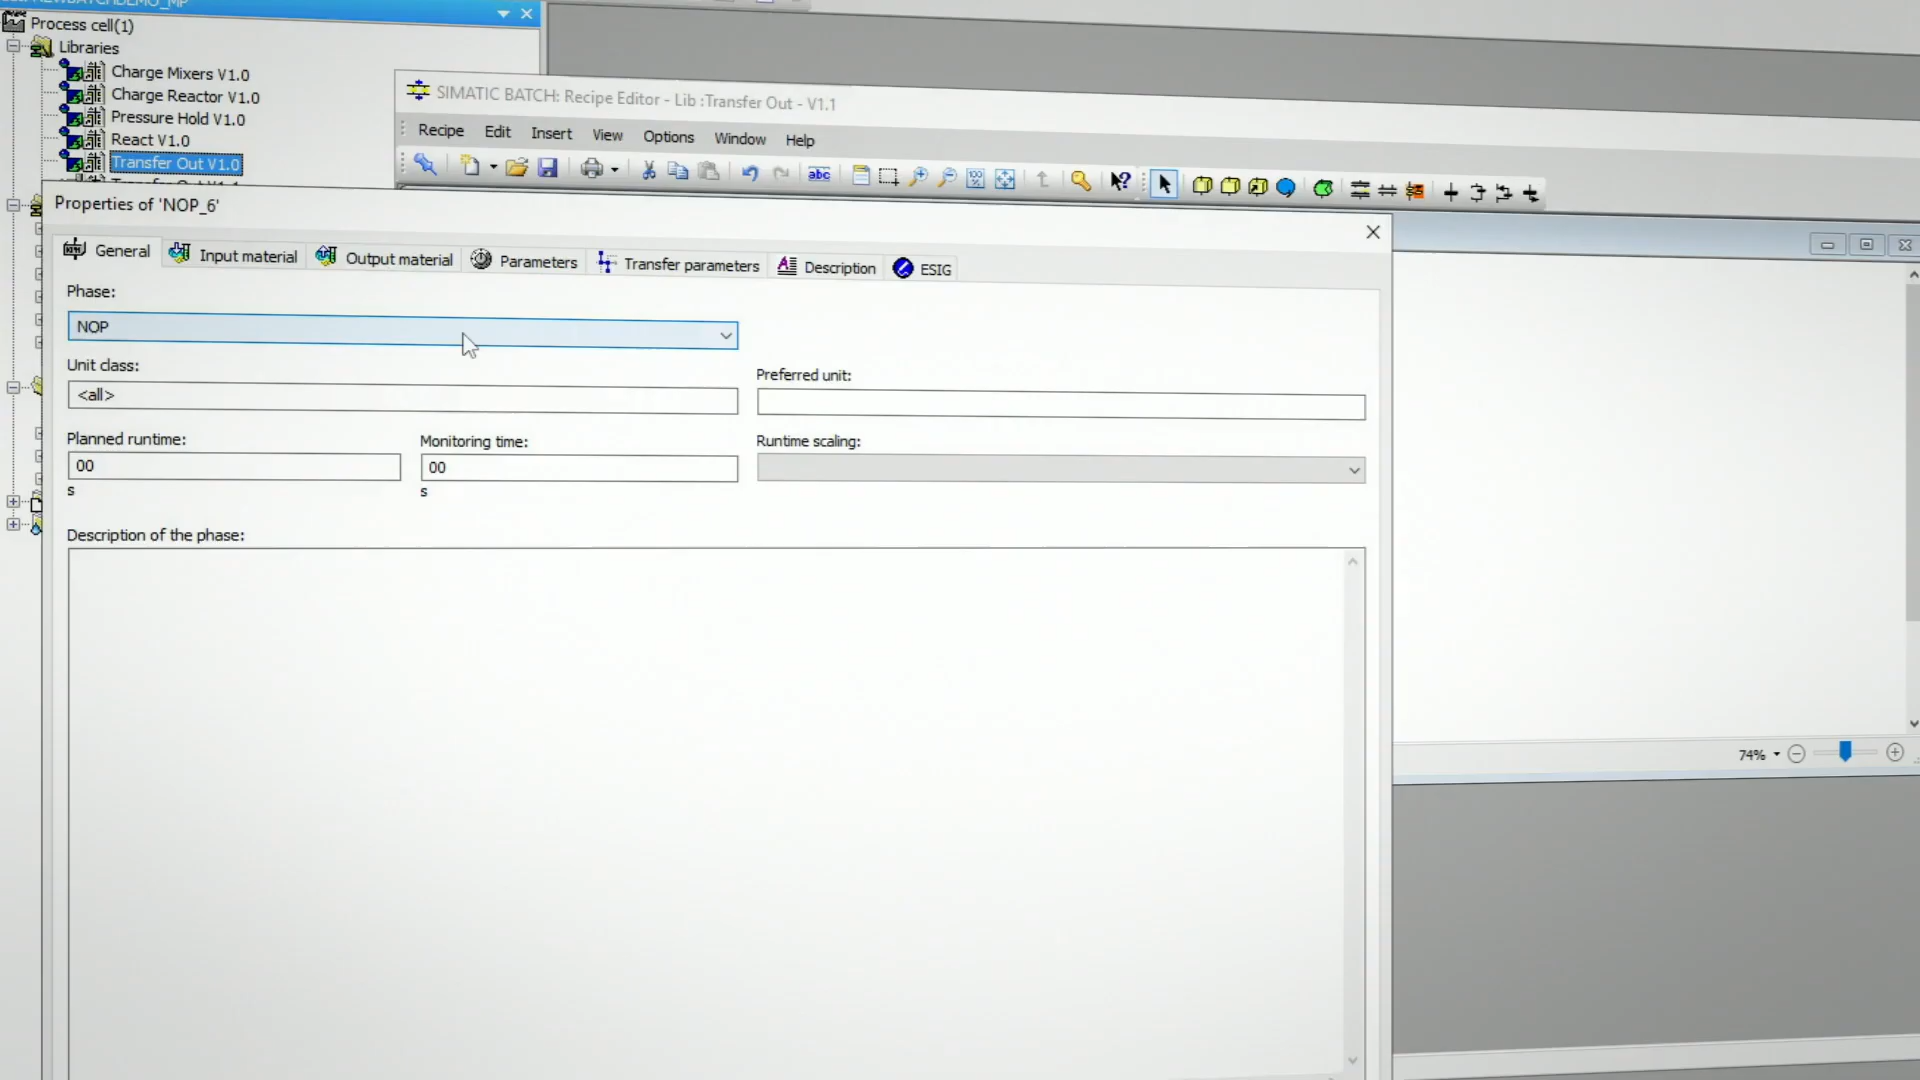 Process cell(1)
Libraries
Charge Mixers V1.0
Charge Reactor V1.0
Pressure Hold V1.0
React V1.0
Transfer Out V1.0
SIMATIC BATCH: Recipe Editor - Lib :Transfer Out - V1.1
Recipe Edit Insert View Options Window Help
abc
Properties of 'NOP_6'
General Input material Output material Parameters Transfer parameters Description ESIG
Phase:
NOP
Unit class:
<all>
Preferred unit:
Planned runtime:
00
s
Monitoring time:
00
s
Runtime scaling:
Description of the phase:
74%